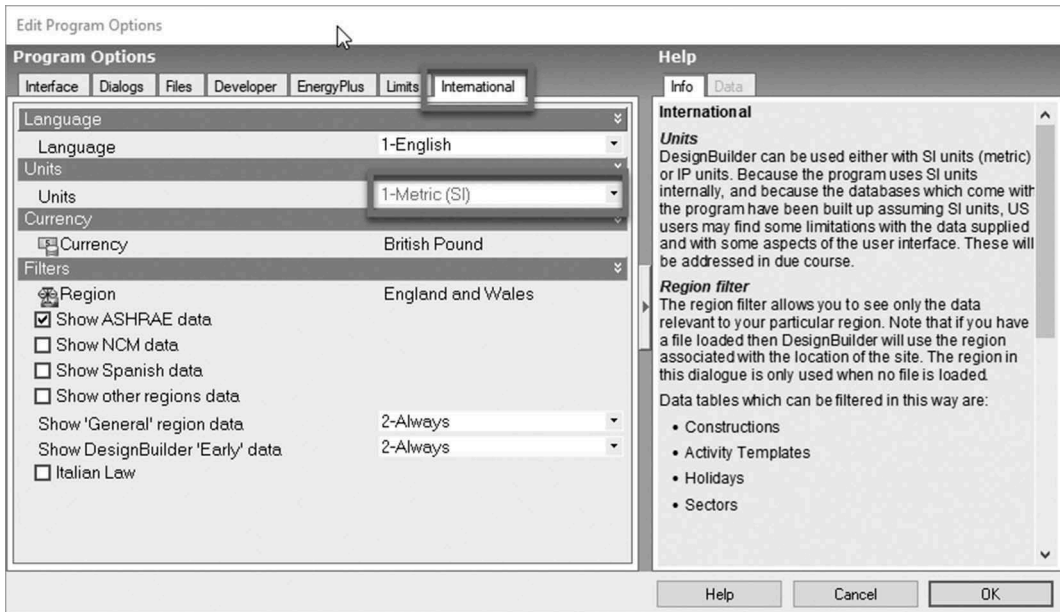 Edit Program Options
Program Options
Interface Dialogs Files Developer EnergyPlus Limits International
Language
Language 1-English
Units
Units 1-Metric (SI)
Currency
Currency British Pound
Filters
Region England and Wales
Show ASHRAE data
Show NCM data
Show Spanish data
Show other regions data
Show 'General' region data 2-Always
Show DesignBuilder 'Early' data 2-Always
Italian Law
Help
Info Data
International
Units
DesignBuilder can be used either with SI units (metric)
or IP units. Because the program uses SI units
internally, and because the databases which come with
the program have been built up assuming SI units, US
users may find some limitations with the data supplied
and with some aspects of the user interface. These will
be addressed in due course.
Region filter
The region filter allows you to see only the data
relevant to your particular region. Note that if you have
a file loaded then DesignBuilder will use the region
associated with the location of the site. The region in
this dialogue is only used when no file is loaded.
Data tables which can be filtered in this way are:
• Constructions
• Activity Templates
• Holidays
• Sectors
Help Cancel OK